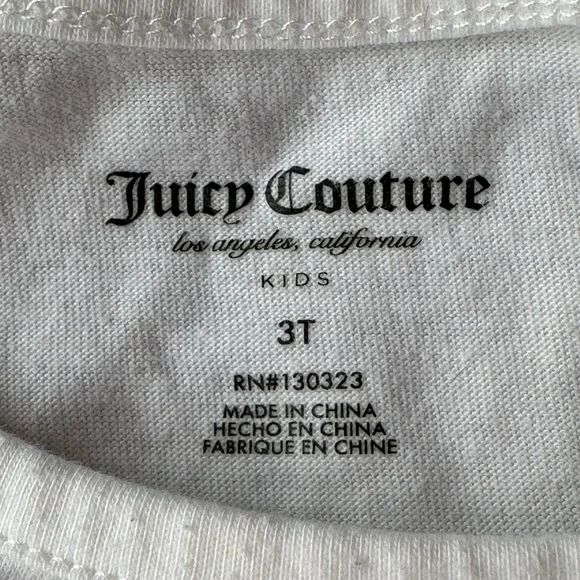 Juicy Couture
los angeles, california
KIDS
3T
RN#130323
MADE IN CHINA
HECHO EN CHINA
FABRIQUE EN CHINE